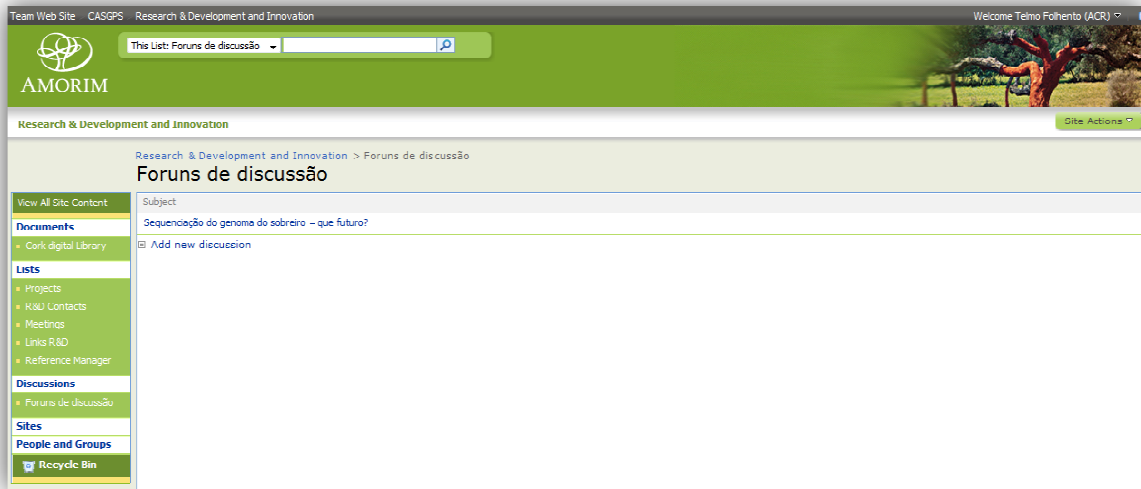 Team Web Site CASGPS Research & Development and Innovation Welcome Telmo Folhento (ACR)
This List: Foruns de discussão
AMORIM
Research & Development and Innovation Site Actions
Research & Development and Innovation > Foruns de discussão
Foruns de discussão
View All Site Content
Subject
Sequenciação do genoma do sobreiro – que futuro?
Documents
Cork digital Library
Add new discussion
Lists
Projects
R&D Contacts
Meetings
Links R&D
Reference Manager
Discussions
Foruns de discussão
Sites
People and Groups
Recycle Bin